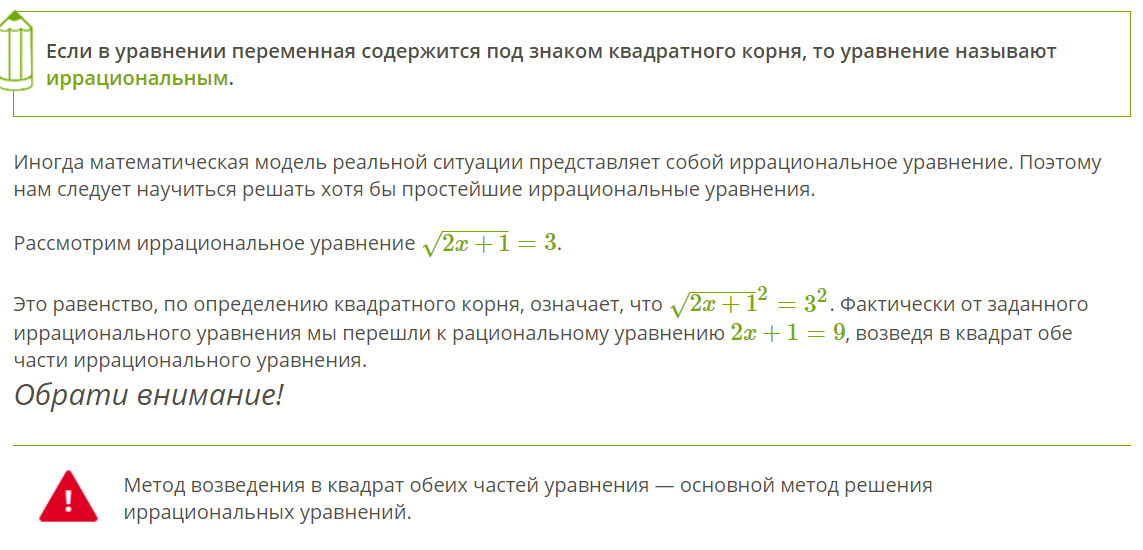 Если в уравнении переменная содержится под знаком квадратного корня, то уравнение называют
иррациональным.
Иногда математическая модель реальной ситуации представляет собой иррациональное уравнение. Поэтому
нам следует научиться решать хотя бы простейшие иррациональные уравнения.
Рассмотрим иррациональное уравнение √(2x + 1) = 3.
Это равенство, по определению квадратного корня, означает, что √(2x + 1)² = 3². Фактически от заданного
иррационального уравнения мы перешли к рациональному уравнению 2x + 1 = 9, возведя в квадрат обе
части иррационального уравнения.
Обрати внимание!
!
Метод возведения в квадрат обеих частей уравнения — основной метод решения
иррациональных уравнений.